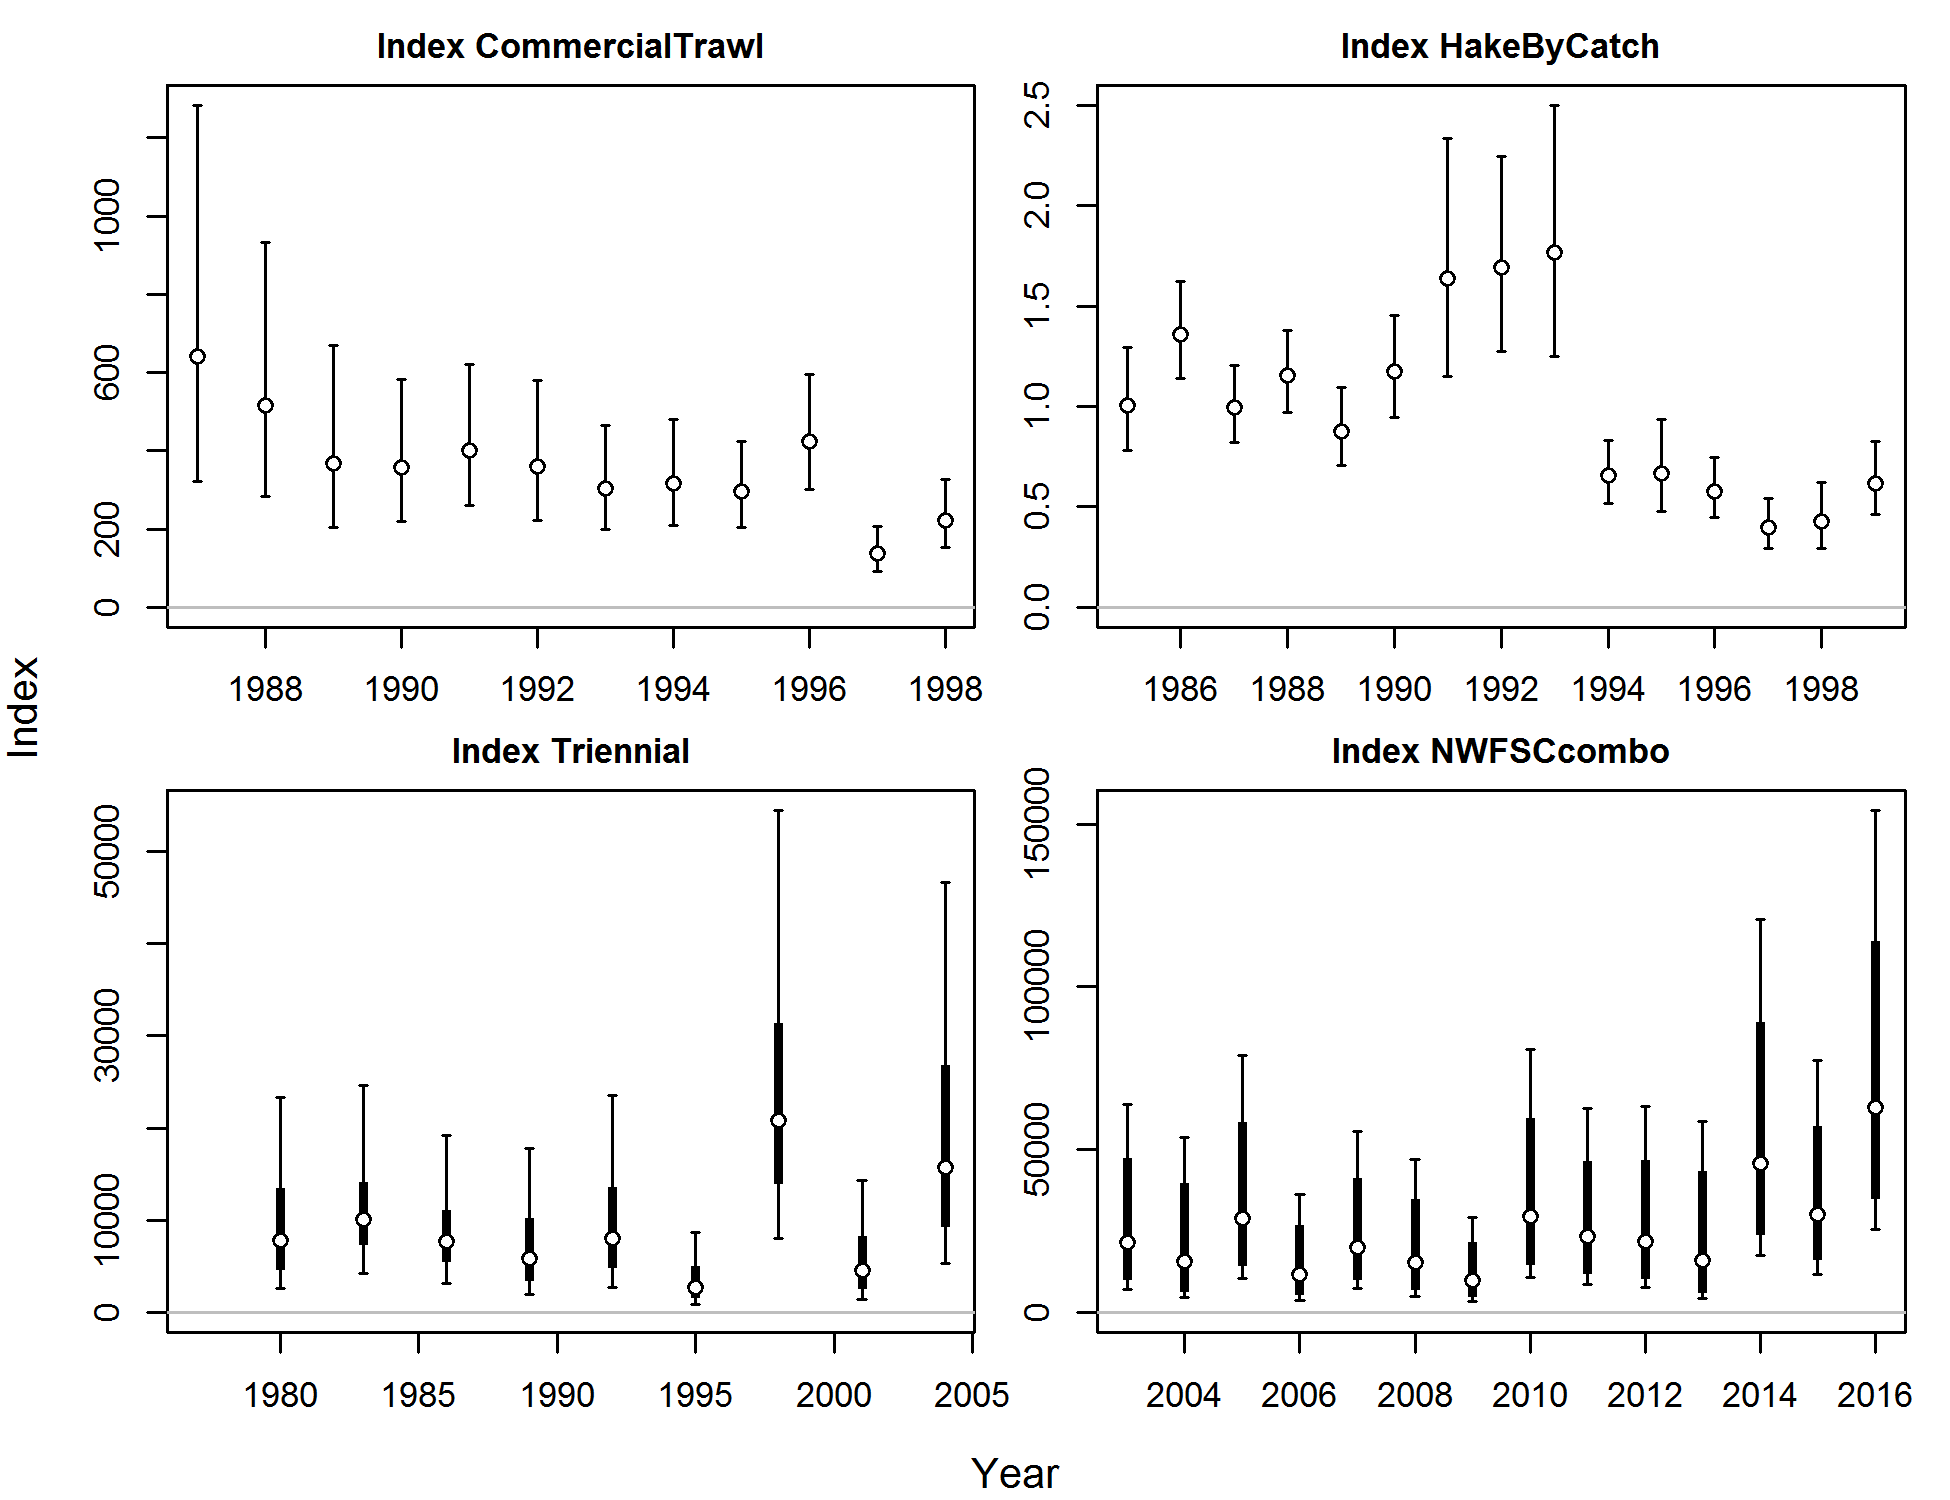 Index CommercialTrawl
1000
600
200
0
1988 1990 1992 1994 1996 1998
Index HakeByCatch
2.5
2.0
1.5
1.0
0.5
0.0
1986 1988 1990 1992 1994 1996 1998
Index
Index Triennial
50000
30000
10000
0
1980 1985 1990 1995 2000 2005
Index NWFSCcombo
150000
100000
50000
0
2004 2006 2008 2010 2012 2014 2016
Year